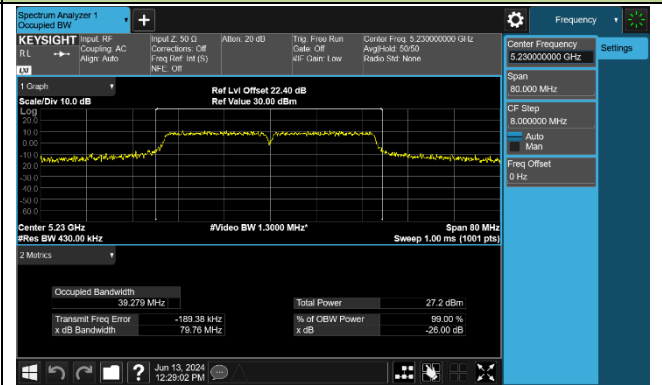 Spectrum Analyzer 1
Occupied BW
Frequency
KEYSIGHT
RL
LXI
Input: RF
Coupling: AC
Align: Auto
Input Z: 50 Ω
Corrections: Off
Freq Ref: Int (S)
NFE: Off
Atten: 20 dB
Trig: Free Run
Gate: Off
#IF Gain: Low
Center Freq: 5.230000000 GHz
Avg|Hold: 50/50
Radio Std: None
Center Frequency
5.230000000 GHz
Settings
Span
80.000 MHz
CF Step
8.000000 MHz
Auto
Man
Freq Offset
0 Hz
1 Graph
Scale/Div 10.0 dB
Ref Lvl Offset 22.40 dB
Ref Value 30.00 dBm
Log
20.0
10.0
0.00
-10.0
-20.0
-30.0
-40.0
-50.0
-60.0
Center 5.23 GHz
#Video BW 1.3000 MHz*
Span 80 MHz
#Res BW 430.00 kHz
Sweep 1.00 ms (1001 pts)
2 Metrics
Occupied Bandwidth
39.279 MHz
Total Power 27.2 dBm
Transmit Freq Error -189.38 kHz
% of OBW Power 99.00 %
x dB Bandwidth 79.76 MHz
x dB -26.00 dB
Jun 13, 2024
12:29:02 PM